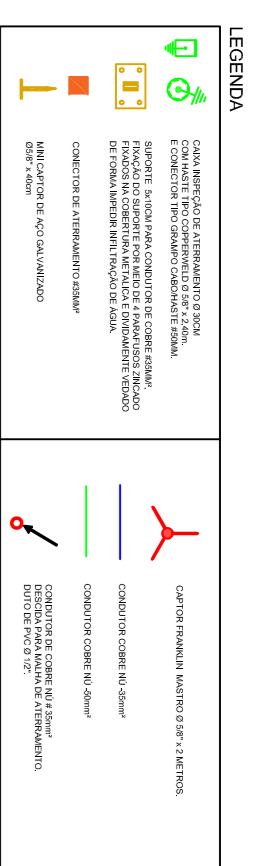 LEGENDA
CAIXA INSPEÇÃO DE ATERRAMENTO Ø 30CM
COM HASTE TIPO COPPERWELD Ø 5/8" x 2,40m.
E CONECTOR TIPO GRAMPO CABO/HASTE #50MM.
SUPORTE 5x10CM PARA CONDUTOR DE COBRE #35MM²,
FIXAÇÃO DO SUPORTE POR MEIO DE 4 PARAFUSOS ZINCADO
FIXADOS NA COBERTURA METALICA E DIVIDAMENTE VEDADO
DE FORMA IMPEDIR INFILTRAÇÃO DE ÁGUA.
CONECTOR DE ATERRAMENTO #35MM²
MINI CAPTOR DE AÇO GALVANIZADO
Ø5/8" x 40cm
CAPTOR FRANKLIN MASTRO Ø 5/8" x 2 METROS.
CONDUTOR COBRE NÚ -35mm²
CONDUTOR COBRE NÚ -50mm²
CONDUTOR DE COBRE NÚ # 35mm²
DESCIDA PARA MALHA DE ATERRAMENTO,
DUTO DE PVC Ø 1/2".